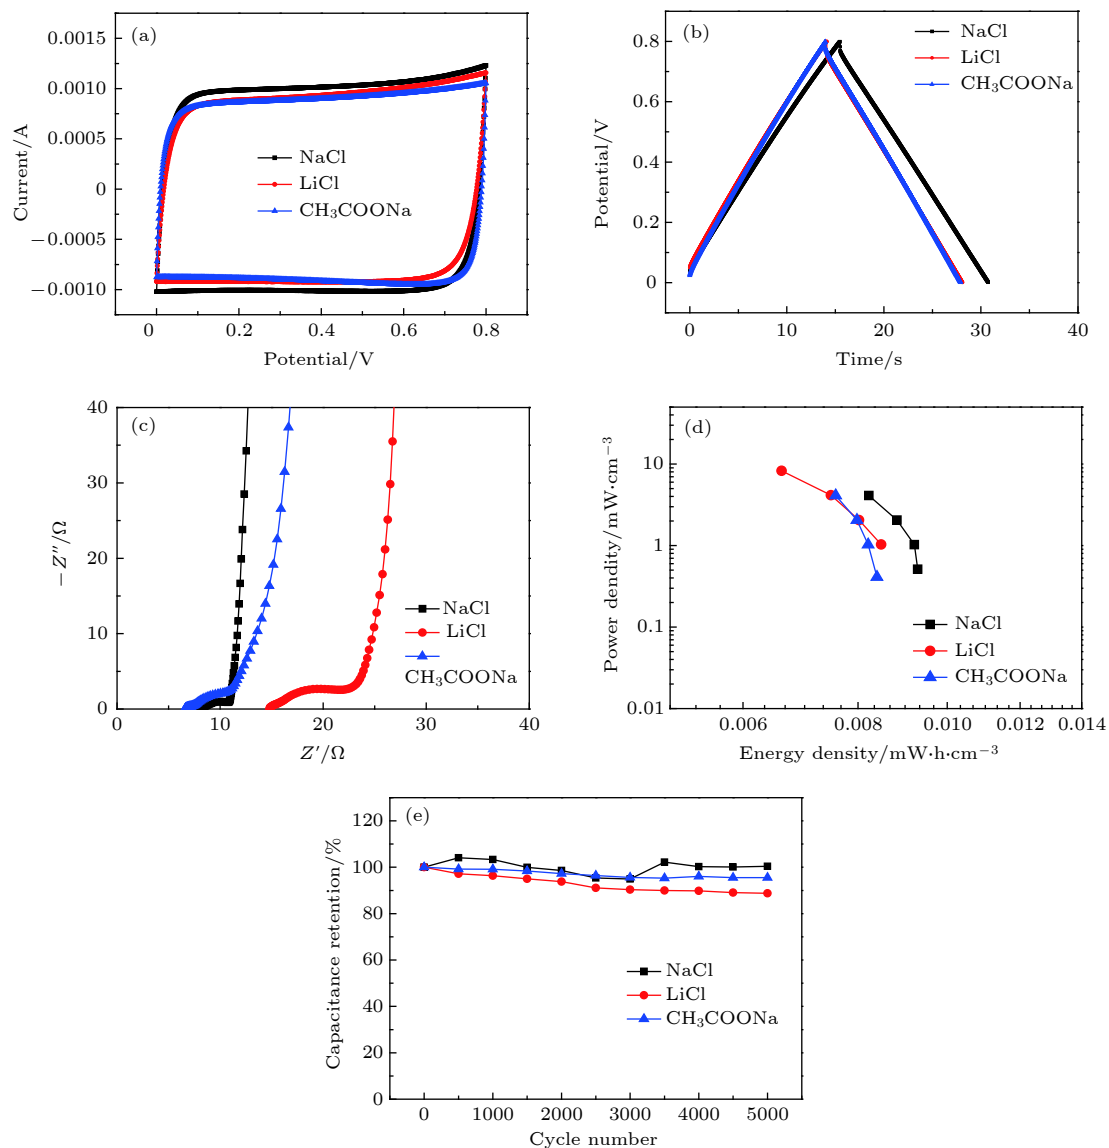 (a)
0.0015
0.0010
0.0005
0
−0.0005
−0.0010
Current/A
NaCl
LiCl
CH₃COONa
0 0.2 0.4 0.6 0.8
Potential/V
(b)
0.8
0.6
0.4
0.2
0
Potential/V
NaCl
LiCl
CH₃COONa
0 10 20 30 40
Time/s
(c)
40
30
20
10
0
−Z″/Ω
NaCl
LiCl
CH₃COONa
0 10 20 30 40
Z′/Ω
(d)
10
1
0.1
0.01
Power dendity/mW·cm⁻³
NaCl
LiCl
CH₃COONa
0.006 0.008 0.010 0.012 0.014
Energy density/mW·h·cm⁻³
(e)
120
100
80
60
40
20
0
Capacitance retention/%
NaCl
LiCl
CH₃COONa
0 1000 2000 3000 4000 5000
Cycle number